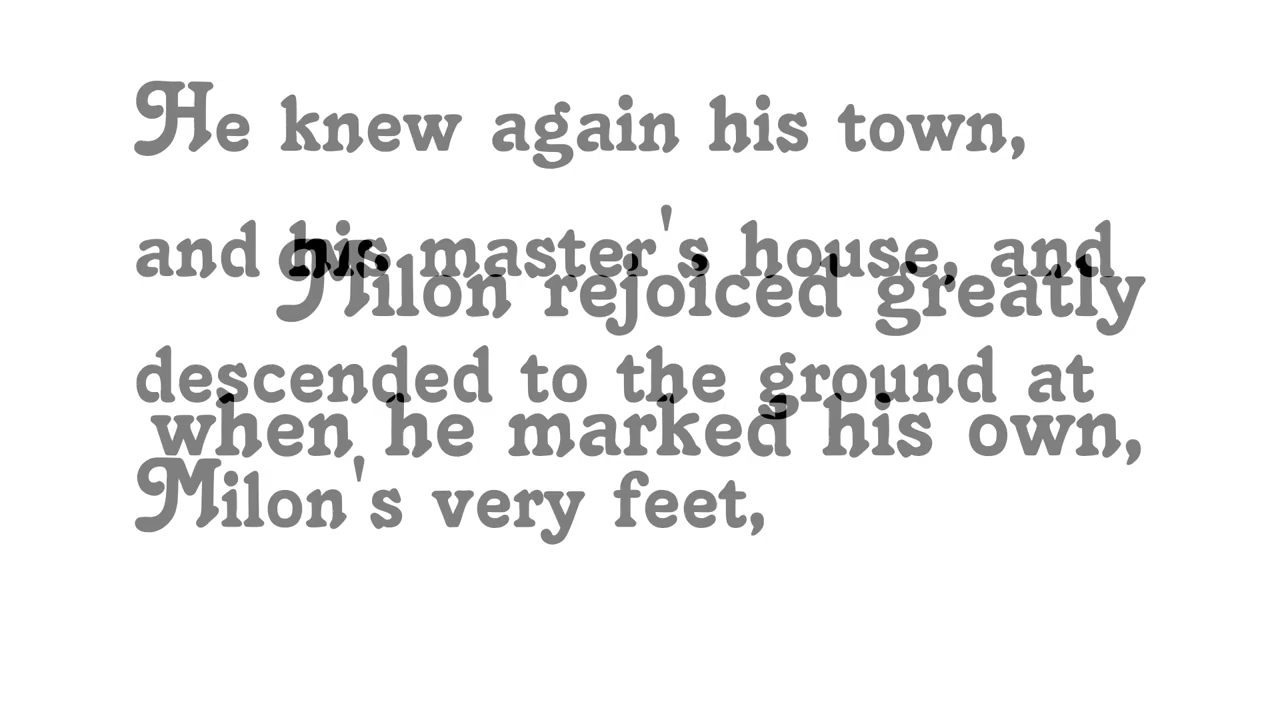 He knew again his town,
and his master's house, and
descended to the ground at
Milon's very feet,
Milon rejoiced greatly
when he marked his own,